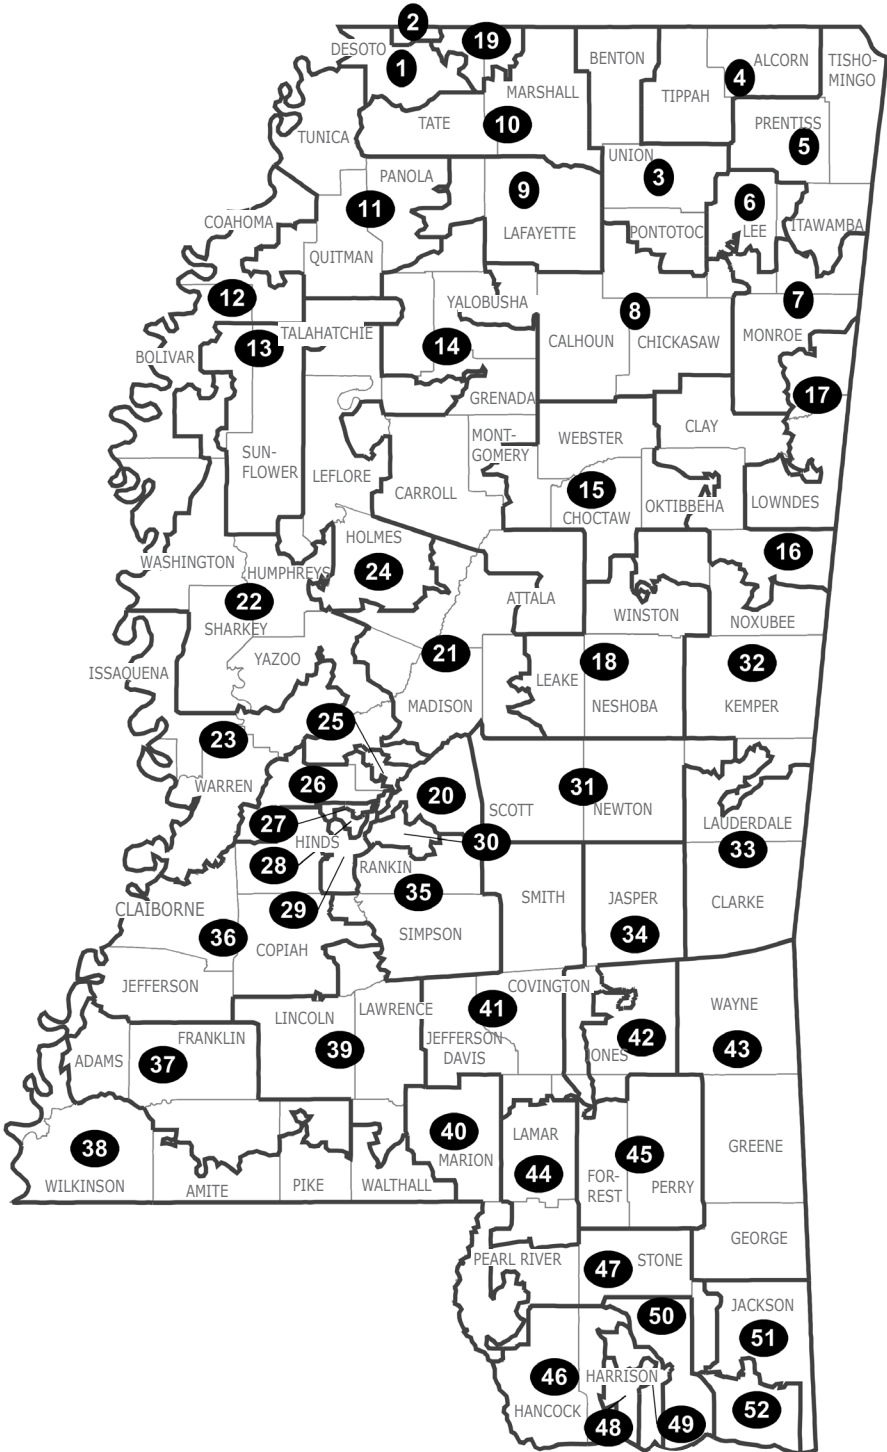 2
DESOTO
19
1
BENTON
ALCORN
TISHO-
MINGO
4
TIPPAH
MARSHALL
TATE
10
PRENTISS
5
TUNICA
UNION
PANOLA
3
9
6
11
COAHOMA
LAFAYETTE
PONTOTOC
LEE
ITAWAMBA
QUITMAN
12
YALOBUSHA
8
7
TALAHATCHIE
13
14
CALHOUN
CHICKASAW
MONROE
BOLIVAR
17
GRENADA
MONT-
GOMERY
WEBSTER
CLAY
SUN-
FLOWER
LEFLORE
CARROLL
15
CHOCTAW
OKTIBBEHA
LOWNDES
HOLMES
16
WASHINGTON
HUMPHREYS
24
22
ATTALA
WINSTON
NOXUBEE
SHARKEY
ISSAQUENA
YAZOO
21
18
32
LEAKE
MADISON
NESHOBA
KEMPER
25
23
WARREN
26
20
31
SCOTT
NEWTON
27
HINDS
30
LAUDERDALE
28
33
RANKIN
35
SMITH
JASPER
CLARKE
CLAIBORNE
29
36
COPIAH
SIMPSON
34
JEFFERSON
COVINGTON
LINCOLN
LAWRENCE
41
WAYNE
FRANKLIN
JEFFERSON
DAVIS
42
ADAMS
37
39
JONES
43
40
LAMAR
38
MARION
45
GREENE
44
WILKINSON
AMITE
PIKE
WALTHALL
FOR-
REST
PERRY
GEORGE
PEARL RIVER
47
STONE
50
JACKSON
51
46
HARRISON
HANCOCK
48
49
52